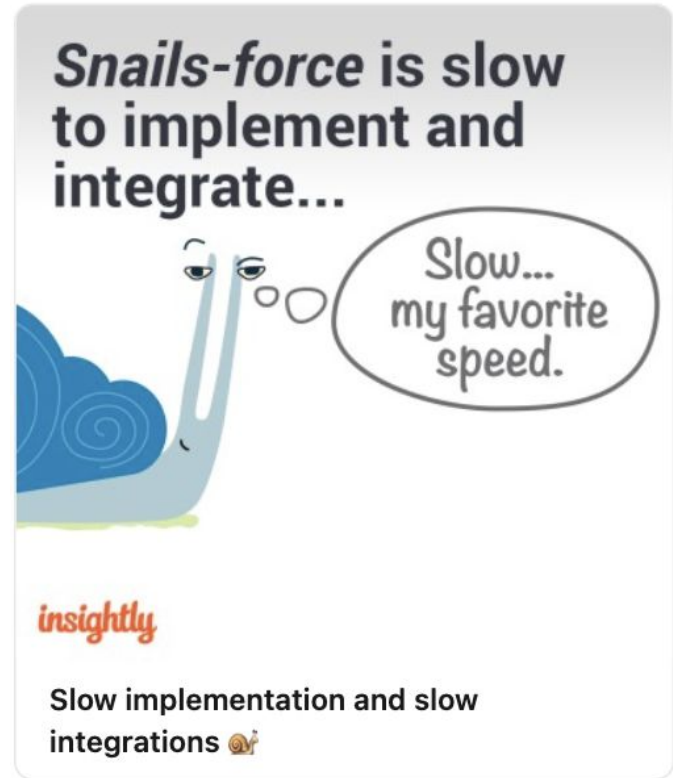 Snails-force is slow
to implement and
integrate...
Slow...
my favorite
speed.
insightly
Slow implementation and slow
integrations 🐌